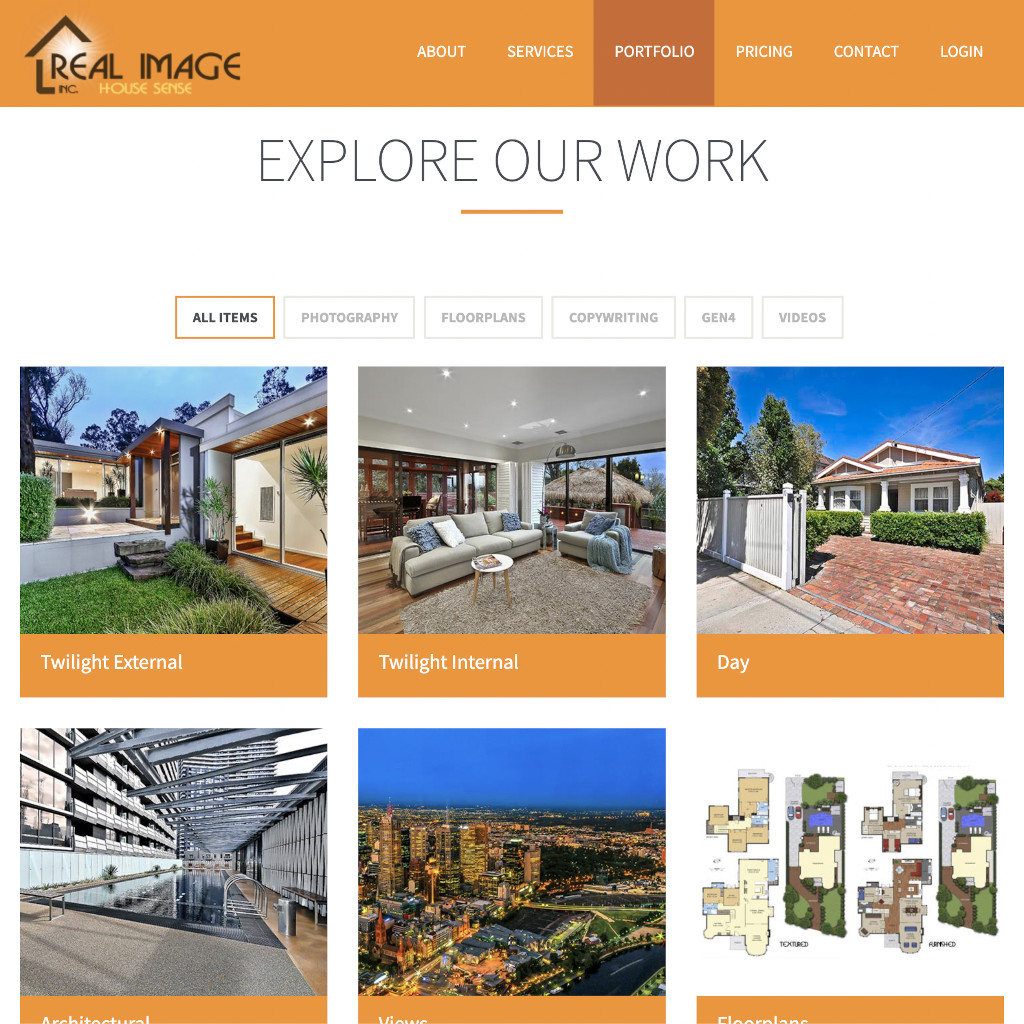 REAL IMAGE
INC. HOUSE SENSE
ABOUT SERVICES PORTFOLIO PRICING CONTACT LOGIN
EXPLORE OUR WORK
ALL ITEMS PHOTOGRAPHY FLOORPLANS COPYWRITING GEN4 VIDEOS
Twilight External Twilight Internal Day
TEXTURED FURNISHED
Architectural Views Floorplans